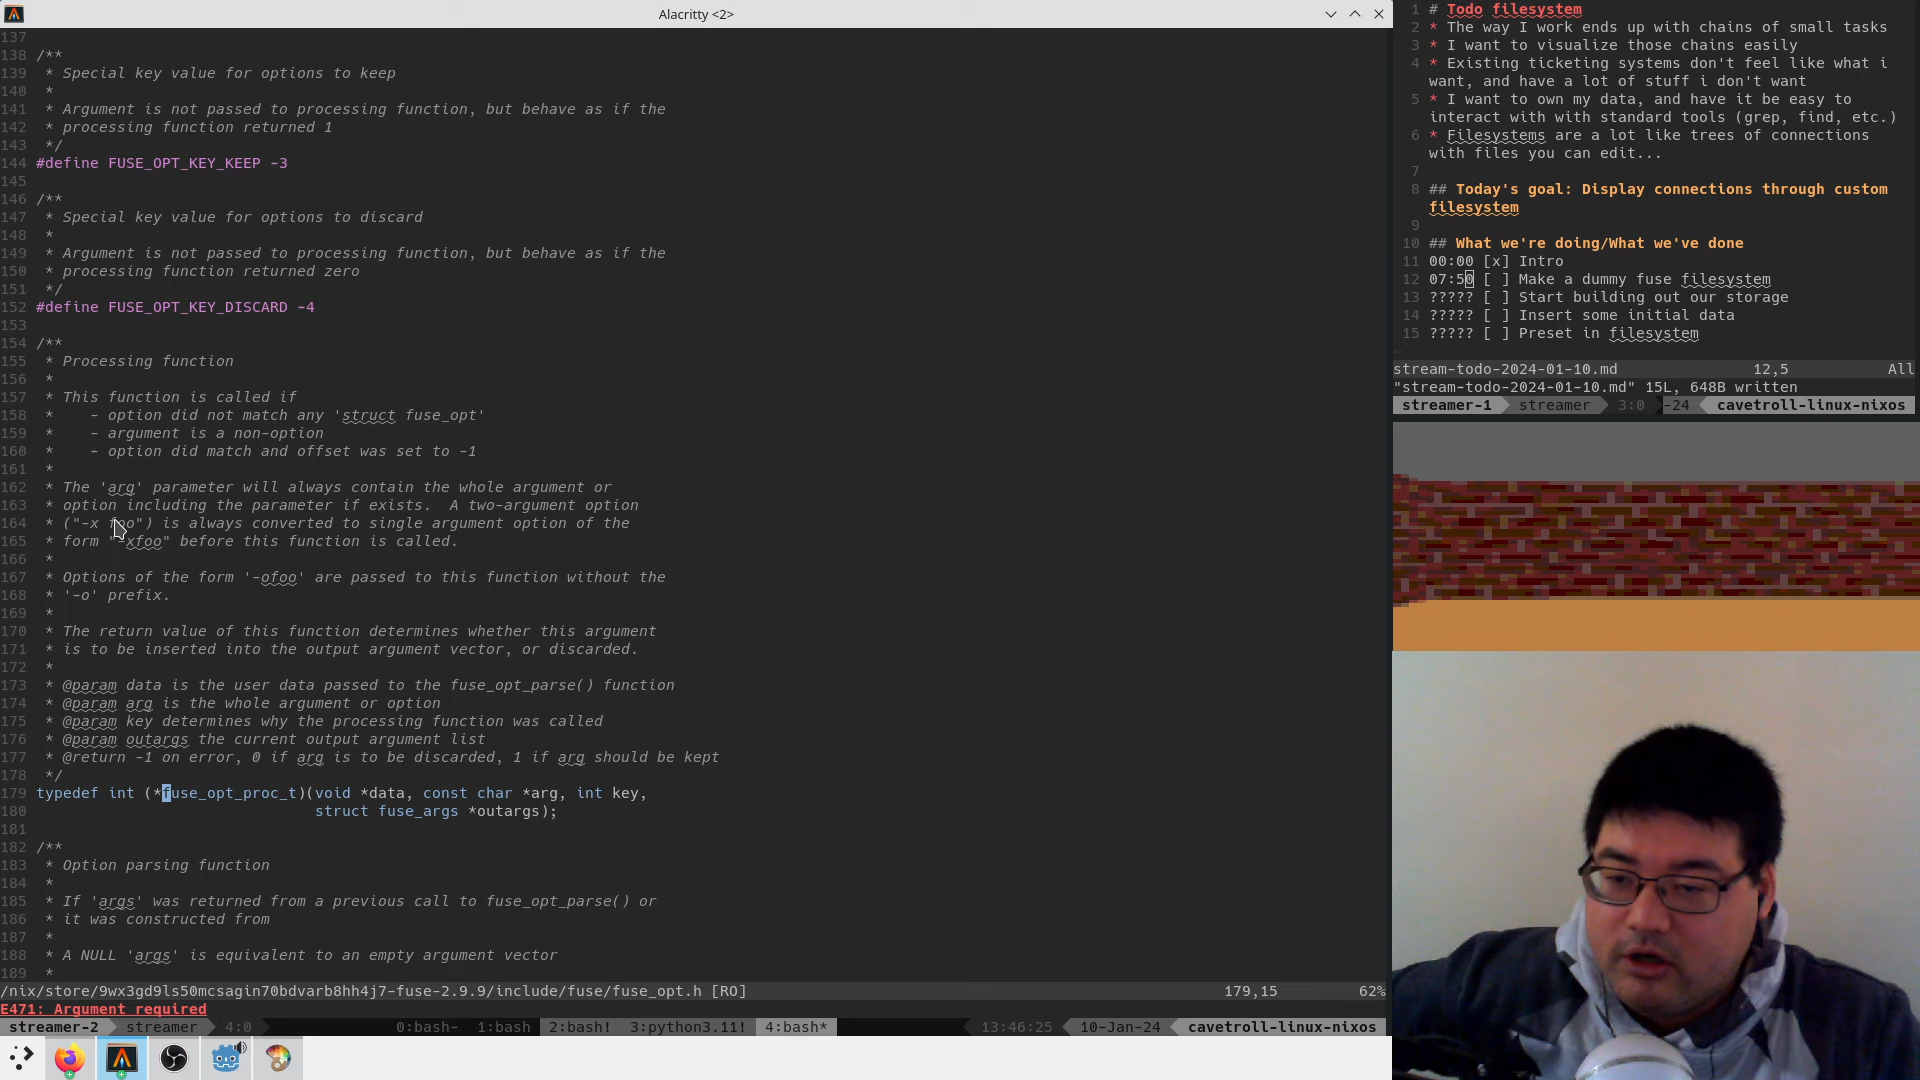 Alacritty <2>
137
138 /**
139  * Special key value for options to keep
140  *
141  * Argument is not passed to processing function, but behave as if the
142  * processing function returned 1
143  */
144 #define FUSE_OPT_KEY_KEEP -3
145
146 /**
147  * Special key value for options to discard
148  *
149  * Argument is not passed to processing function, but behave as if the
150  * processing function returned zero
151  */
152 #define FUSE_OPT_KEY_DISCARD -4
153
154 /**
155  * Processing function
156  *
157  * This function is called if
158  *    - option did not match any 'struct fuse_opt'
159  *    - argument is a non-option
160  *    - option did match and offset was set to -1
161  *
162  * The 'arg' parameter will always contain the whole argument or
163  * option including the parameter if exists.  A two-argument option
164  * ("-x foo") is always converted to single argument option of the
165  * form "-xfoo" before this function is called.
166  *
167  * Options of the form '-ofoo' are passed to this function without the
168  * '-o' prefix.
169  *
170  * The return value of this function determines whether this argument
171  * is to be inserted into the output argument vector, or discarded.
172  *
173  * @param data is the user data passed to the fuse_opt_parse() function
174  * @param arg is the whole argument or option
175  * @param key determines why the processing function was called
176  * @param outargs the current output argument list
177  * @return -1 on error, 0 if arg is to be discarded, 1 if arg should be kept
178  */
179 typedef int (*fuse_opt_proc_t)(void *data, const char *arg, int key,
180                                struct fuse_args *outargs);
181
182 /**
183  * Option parsing function
184  *
185  * If 'args' was returned from a previous call to fuse_opt_parse() or
186  * it was constructed from
187  *
188  * A NULL 'args' is equivalent to an empty argument vector
189  *
/nix/store/9wx3gd9ls50mcsagin70bdvarb8hh4j7-fuse-2.9.9/include/fuse/fuse_opt.h [RO] 179,15 62%
E471: Argument required
streamer-2 streamer 4:0 0:bash- 1:bash 2:bash! 3:python3.11! 4:bash* 13:46:25 10-Jan-24 cavetroll-linux-nixos
1 # Todo filesystem
2 * The way I work ends up with chains of small tasks
3 * I want to visualize those chains easily
4 * Existing ticketing systems don't feel like what i
want, and have a lot of stuff i don't want
5 * I want to own my data, and have it be easy to
interact with with standard tools (grep, find, etc.)
6 * Filesystems are a lot like trees of connections
with files you can edit...
7
8 ## Today's goal: Display connections through custom
filesystem
9
10 ## What we're doing/What we've done
11 00:00 [x] Intro
12 07:50 [ ] Make a dummy fuse filesystem
13 ????? [ ] Start building out our storage
14 ????? [ ] Insert some initial data
15 ????? [ ] Preset in filesystem
~
stream-todo-2024-01-10.md 12,5 All
"stream-todo-2024-01-10.md" 15L, 648B written
streamer-1 streamer 3:0 -24 cavetroll-linux-nixos